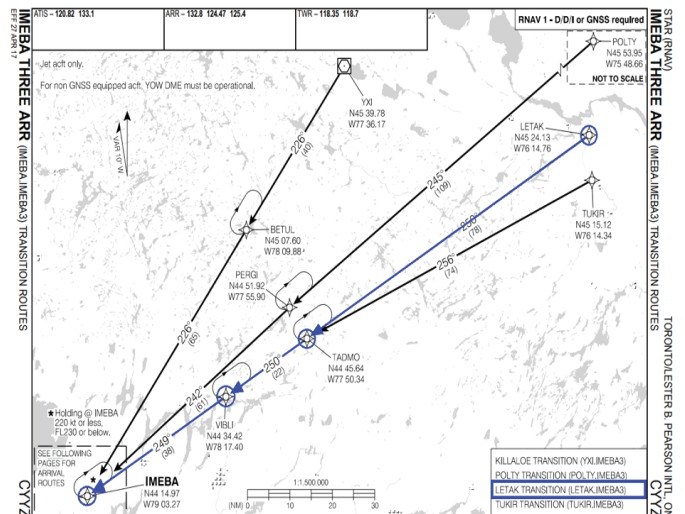 EFF 27 APR 17
IMEBA THREE ARR (IMEBA.IMEBA3) TRANSITION ROUTES
CYYZ
ATIS – 120.82 133.1
ARR – 132.8 124.47 125.4
TWR – 118.35 118.7
RNAV 1 - D/D/I or GNSS required
Jet acft only.
For non GNSS equipped acft. YOW DME must be operational.
VAR 10° W
POLTY
N45 53.95
W75 48.66
NOT TO SCALE
YXI
N45 39.78
W77 36.17
LETAK
N45 24.13
W76 14.76
226°
(40)
245°
(109)
TUKIR
N45 15.12
W76 14.34
250°
(78)
BETUL
N45 07.60
W78 09.88
256°
(74)
PERGI
N44 51.92
W77 55.90
226°
(65)
TADMO
N44 45.64
W77 50.34
250°
(22)
242°
(61)
VIBLI
N44 34.42
W78 17.40
249°
(38)
★Holding @ IMEBA
220 kt or less,
FL230 or below.
SEE FOLLOWING
PAGES FOR
ARRIVAL
ROUTES
★
IMEBA
N44 14.97
W79 03.27
1:1.500.000
(NM) 0 10 20 30
KILLALOE TRANSITION (YXI.IMEBA3)
POLTY TRANSITION (POLTY.IMEBA3)
LETAK TRANSITION (LETAK.IMEBA3)
TUKIR TRANSITION (TUKIR.IMEBA3)
STAR (RNAV)
IMEBA THREE ARR (IMEBA.IMEBA3) TRANSITION ROUTES
TORONTO/LESTER B. PEARSON INTL, ON
CYYZ